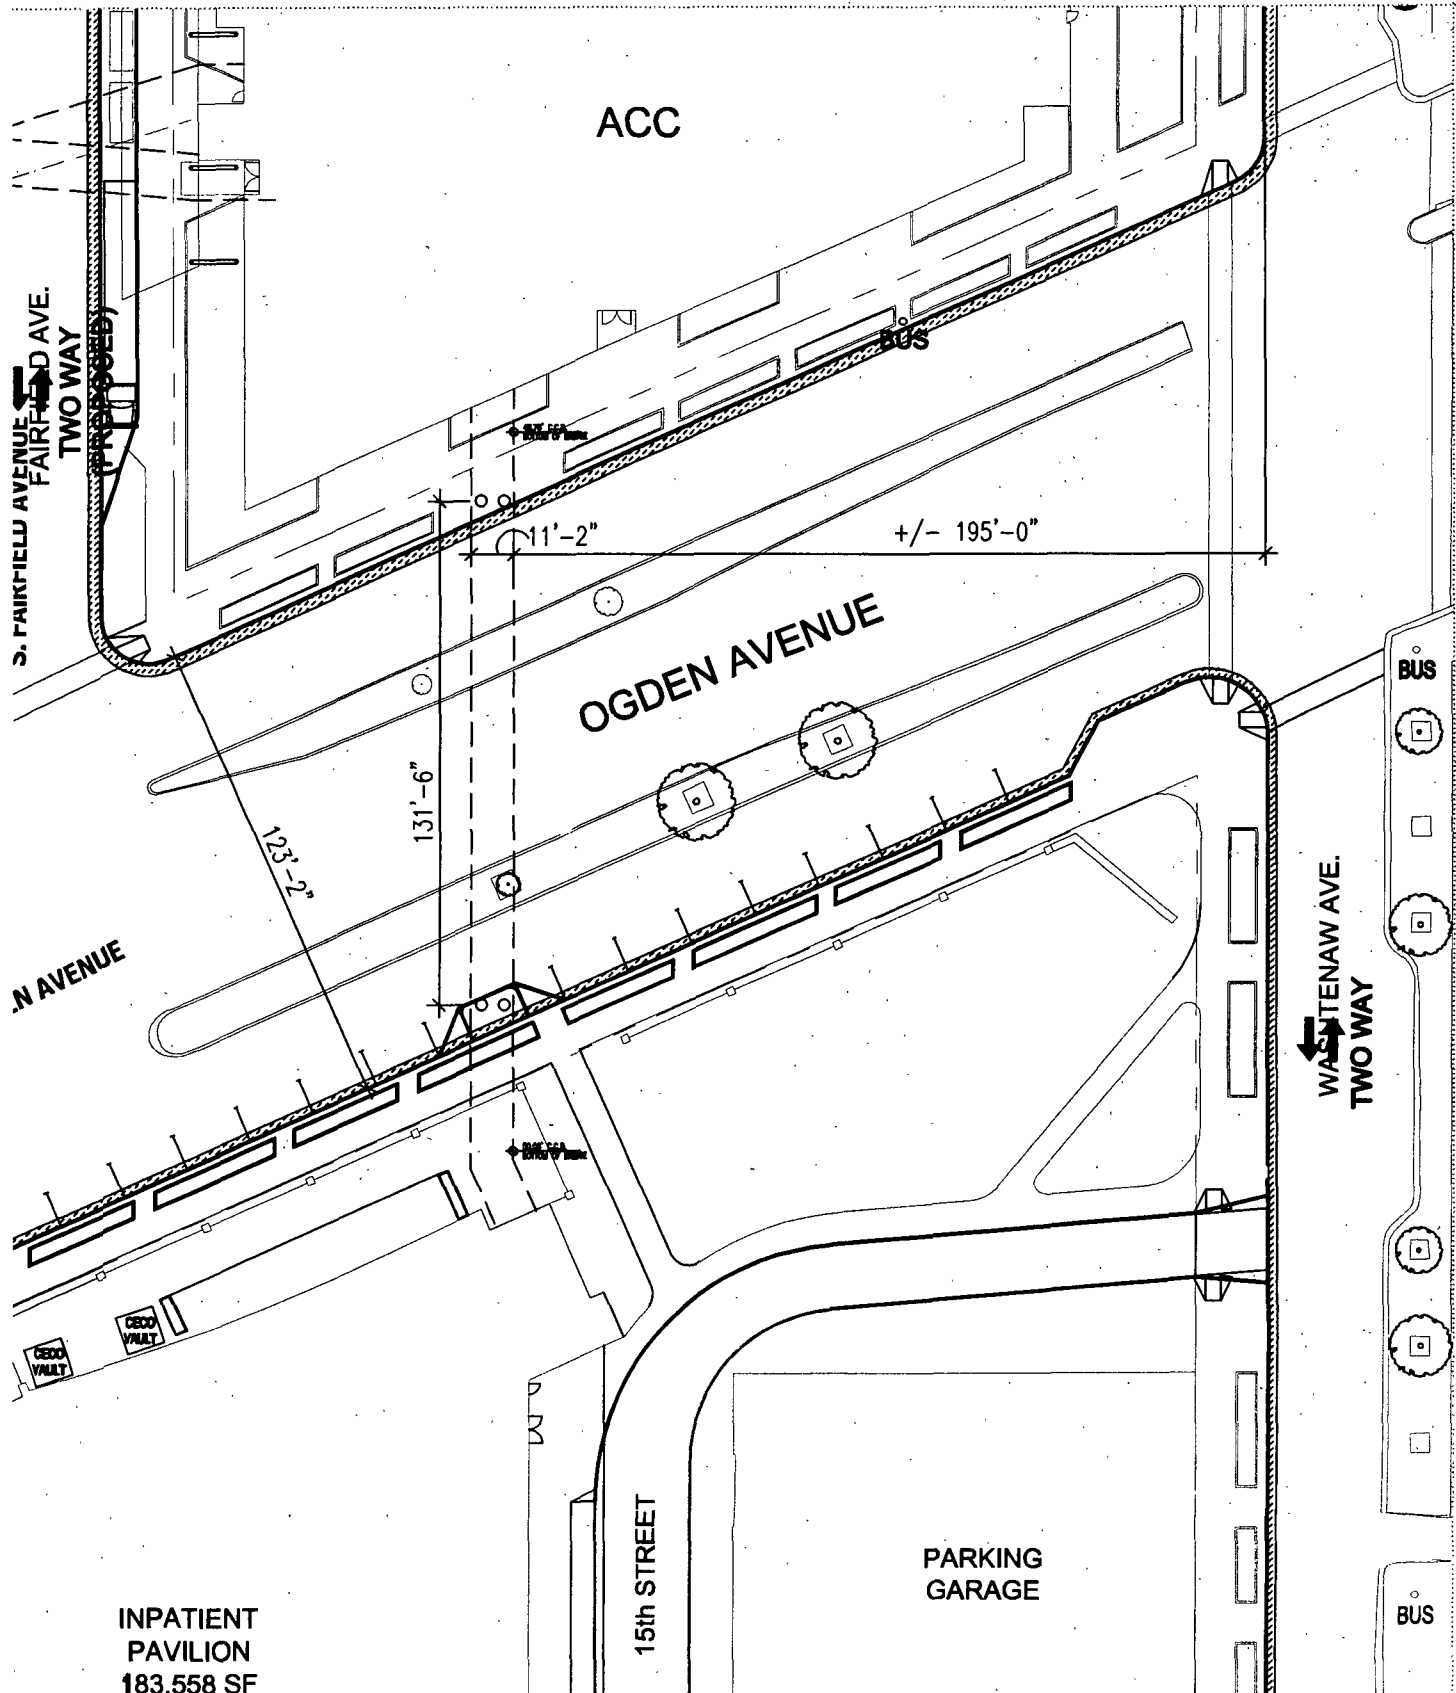 ACC
BUS
S. FAIRFIELD AVENUE
FAIRFIELD AVE.
TWO WAY
(PROPOSED)
11'-2"
+/- 195'-0"
OGDEN AVENUE
BUS
131'-6"
123'-2"
.N AVENUE
WASHTENAW AVE.
TWO WAY
CECO
VAULT
CECO
VAULT
15th STREET
PARKING
GARAGE
BUS
INPATIENT
PAVILION
183,558 SF